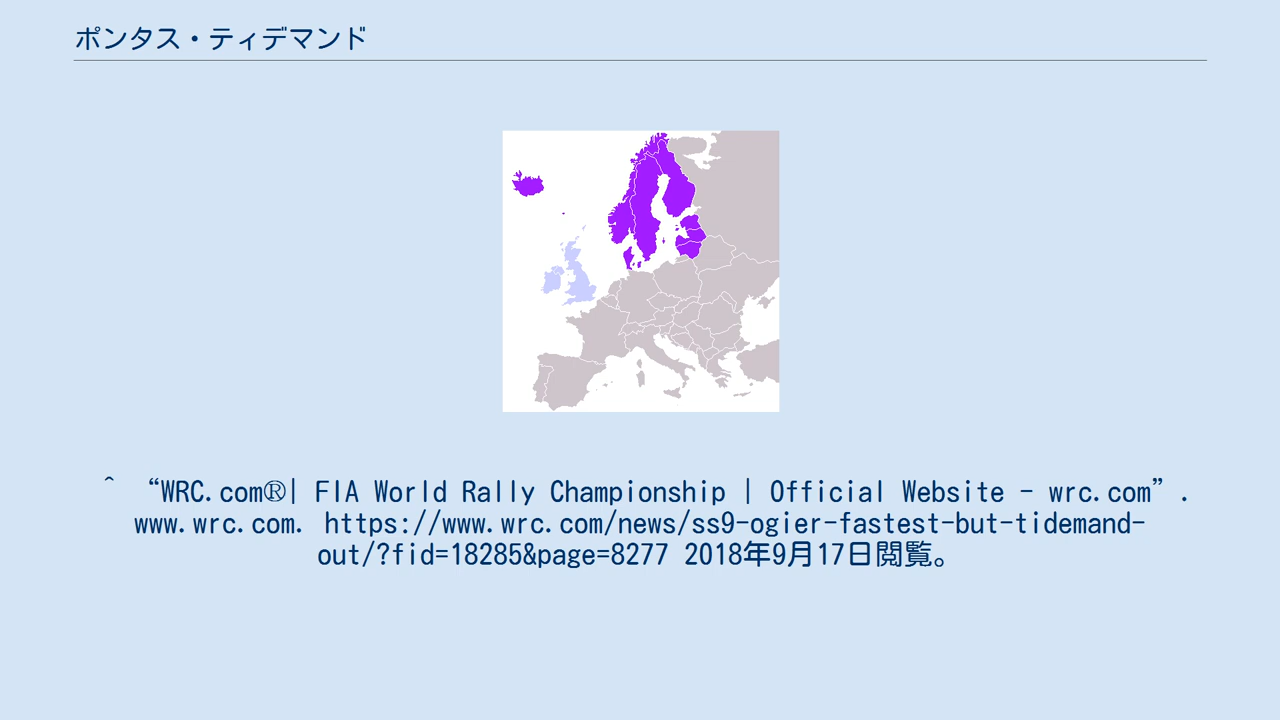 ポンタス・ティデマンド
^ “WRC.com®| FIA World Rally Championship | Official Website - wrc.com”.
www.wrc.com. https://www.wrc.com/news/ss9-ogier-fastest-but-tidemand-
out/?fid=18285&page=8277 2018年9月17日閲覧。